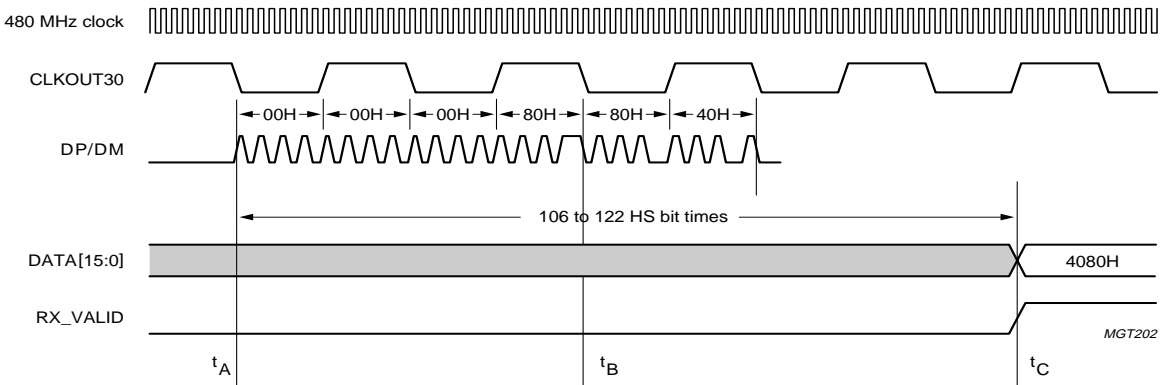 480 MHz clock
CLKOUT30
00H 00H 00H 80H 80H 40H
DP/DM
106 to 122 HS bit times
DATA[15:0]
4080H
RX_VALID
MGT202
tA tB tC